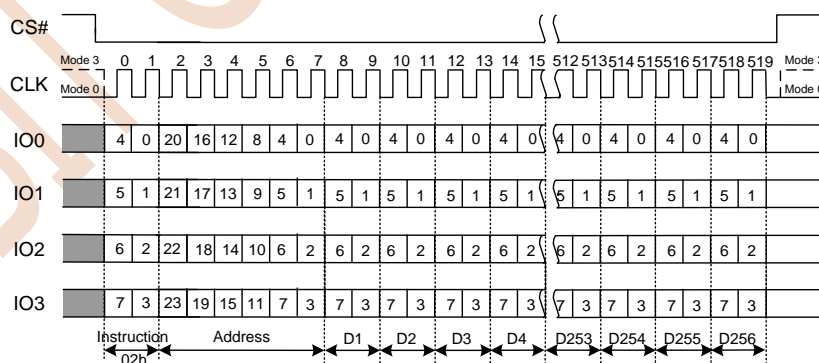 CS#
Mode 3 0 1 2 3 4 5 6 7 8 9 10 11 12 13 14 15 512 513 514 515 516 517 518 519 Mode 3
CLK Mode 0
IO0 4 0 20 16 12 8 4 0 4 0 4 0 4 0 4 0 4 0 4 0 4 0 4 0
IO1 5 1 21 17 13 9 5 1 5 1 5 1 5 1 5 1 5 1 5 1 5 1 5 1
IO2 6 2 22 18 14 10 6 2 6 2 6 2 6 2 6 2 6 2 6 2 6 2 6 2
IO3 7 3 23 19 15 11 7 3 7 3 7 3 7 3 7 3 7 3 7 3 7 3 7 3
Instruction Address D1 D2 D3 D4 D253 D254 D255 D256
02h